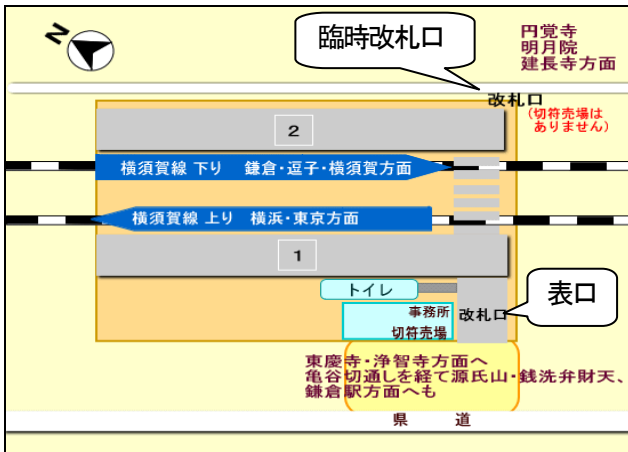 N
臨時改札口
円覚寺
明月院
建長寺方面
改札口
(切符売場は
ありません)
2
横須賀線 下り 鎌倉・逗子・横須賀方面
横須賀線 上り 横浜・東京方面
1
トイレ
事務所
切符売場
改札口
表口
東慶寺・浄智寺方面へ
亀谷切通しを経て源氏山・銭洗弁財天、
鎌倉駅方面へも
県 道